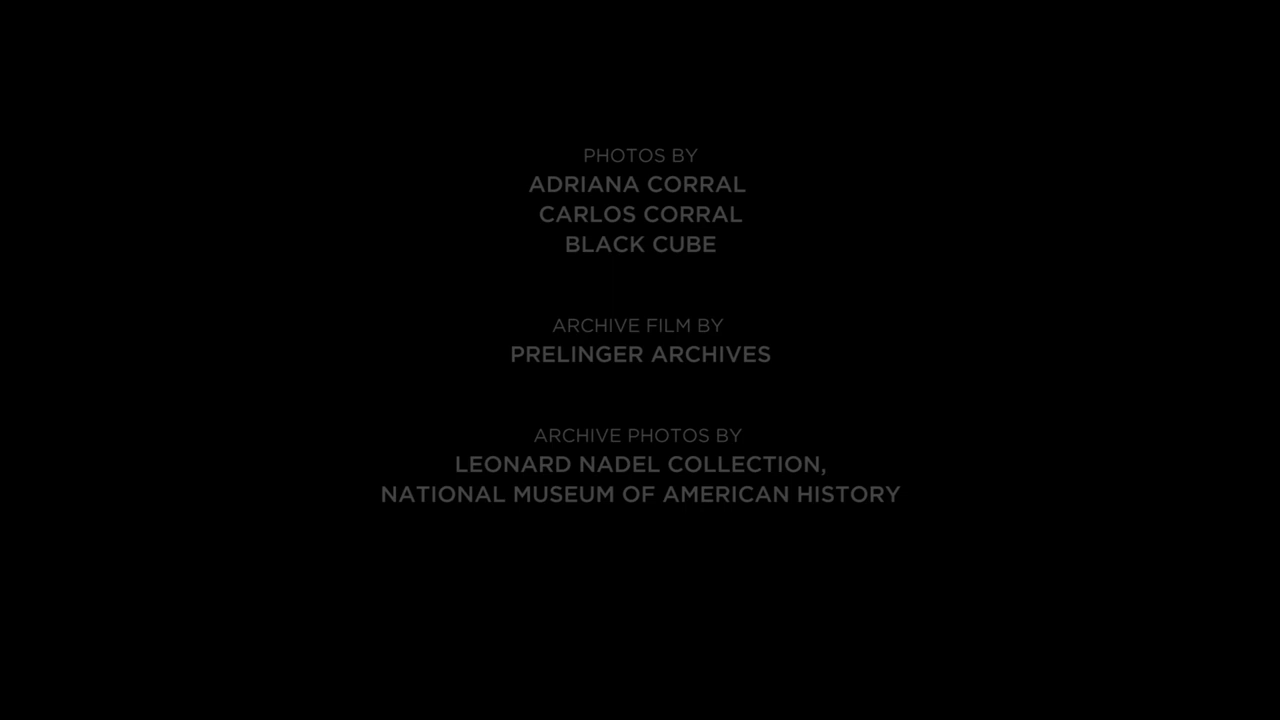 PHOTOS BY
ADRIANA CORRAL
CARLOS CORRAL
BLACK CUBE
ARCHIVE FILM BY
PRELINGER ARCHIVES
ARCHIVE PHOTOS BY
LEONARD NADEL COLLECTION,
NATIONAL MUSEUM OF AMERICAN HISTORY